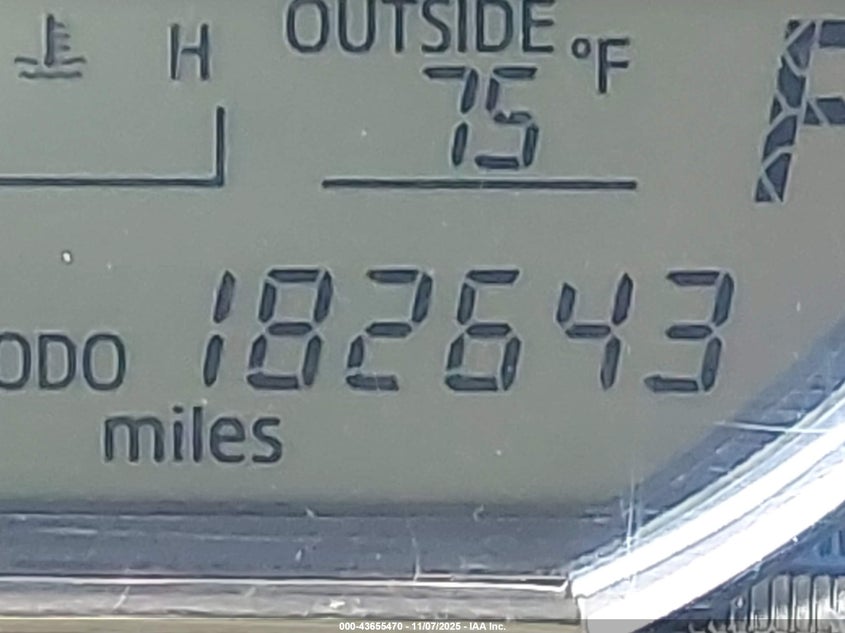 H
OUTSIDE
75 °F
ODO 182643
miles
000-43655470 - 11/07/2025 - IAA Inc.